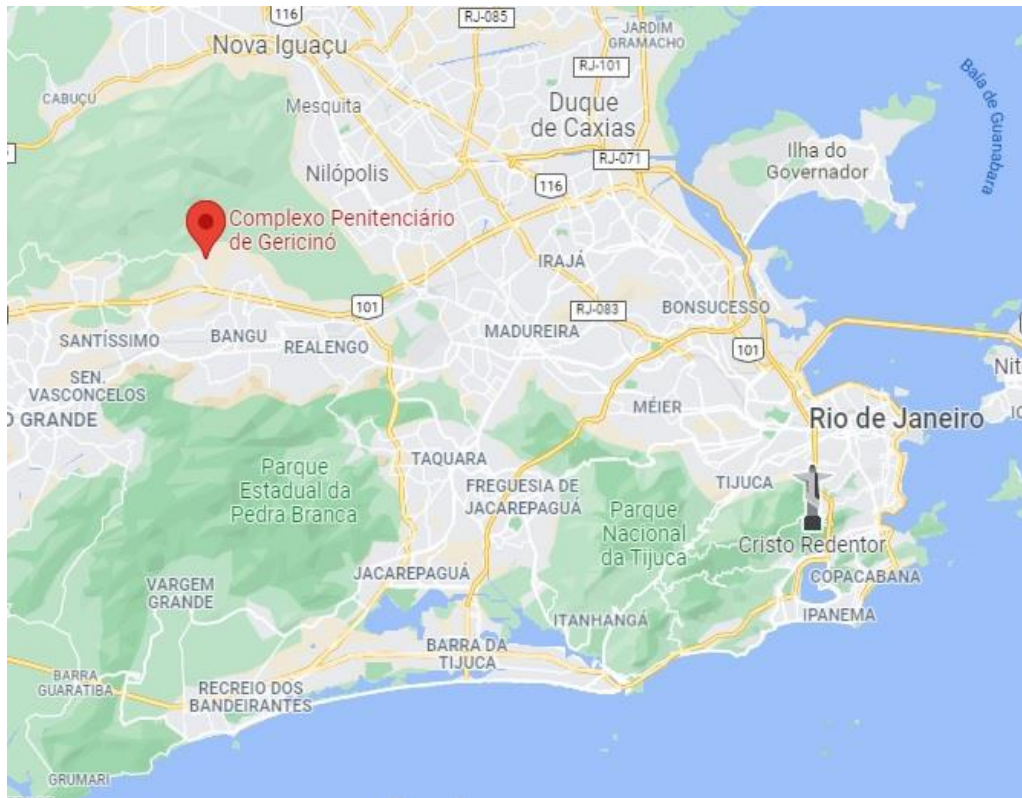 116
RJ-085
JARDIM
GRAMACHO
Nova Iguaçu
RJ-101
Baía de Guanabara
CABUÇU
Mesquita
Duque
de Caxias
RJ-071
Ilha do
Governador
Nilópolis
116
Complexo Penitenciário
de Gericinó
IRAJÁ
101
RJ-083
BONSUCESSO
SANTÍSSIMO
BANGU
REALENGO
MADUREIRA
101
Nit
SEN.
VASCONCELOS
O GRANDE
MÉIER
Rio de Janeiro
TAQUARA
Parque
Estadual da
Pedra Branca
FREGUESIA DE
JACAREPAGUÁ
TIJUCA
Parque
Nacional
da Tijuca
Cristo Redentor
JACAREPAGUÁ
COPACABANA
VARGEM
GRANDE
ITANHANGÁ
IPANEMA
BARRA DA
TIJUCA
BARRA
GUARATIBA
RECREIO DOS
BANDEIRANTES
GRUMARI